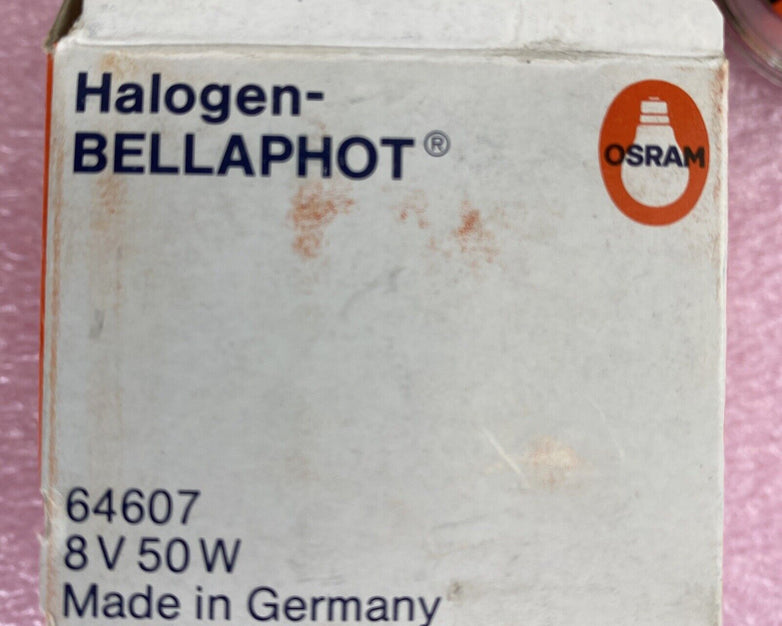 Halogen-
BELLAPHOT®
OSRAM
64607
8V 50W
Made in Germany